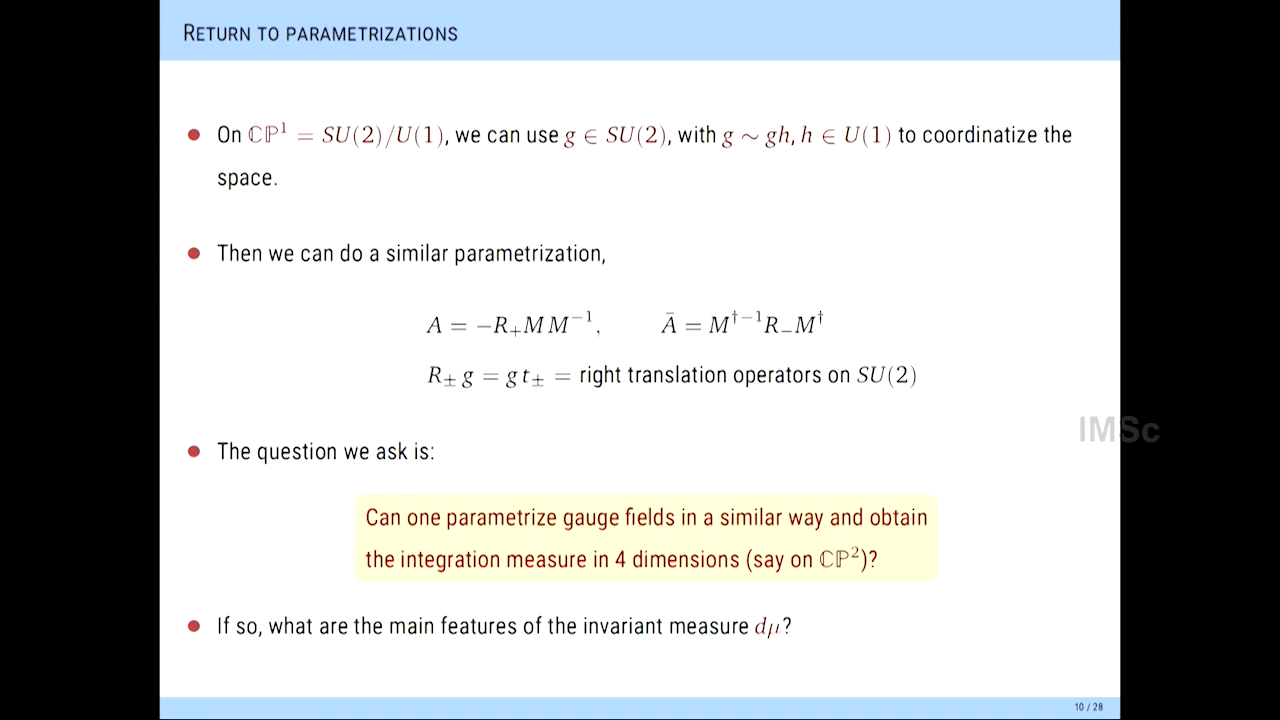 RETURN TO PARAMETRIZATIONS
On ℂℙ¹ = SU(2)/U(1), we can use g ∈ SU(2), with g ∼ gh, h ∈ U(1) to coordinatize the
space.
Then we can do a similar parametrization,
A = −R₊M M⁻¹, Ā = M†⁻¹R₋M†
R± g = g t± = right translation operators on SU(2)
IMSc
The question we ask is:
Can one parametrize gauge fields in a similar way and obtain
the integration measure in 4 dimensions (say on ℂℙ²)?
If so, what are the main features of the invariant measure dμ?
10 / 28